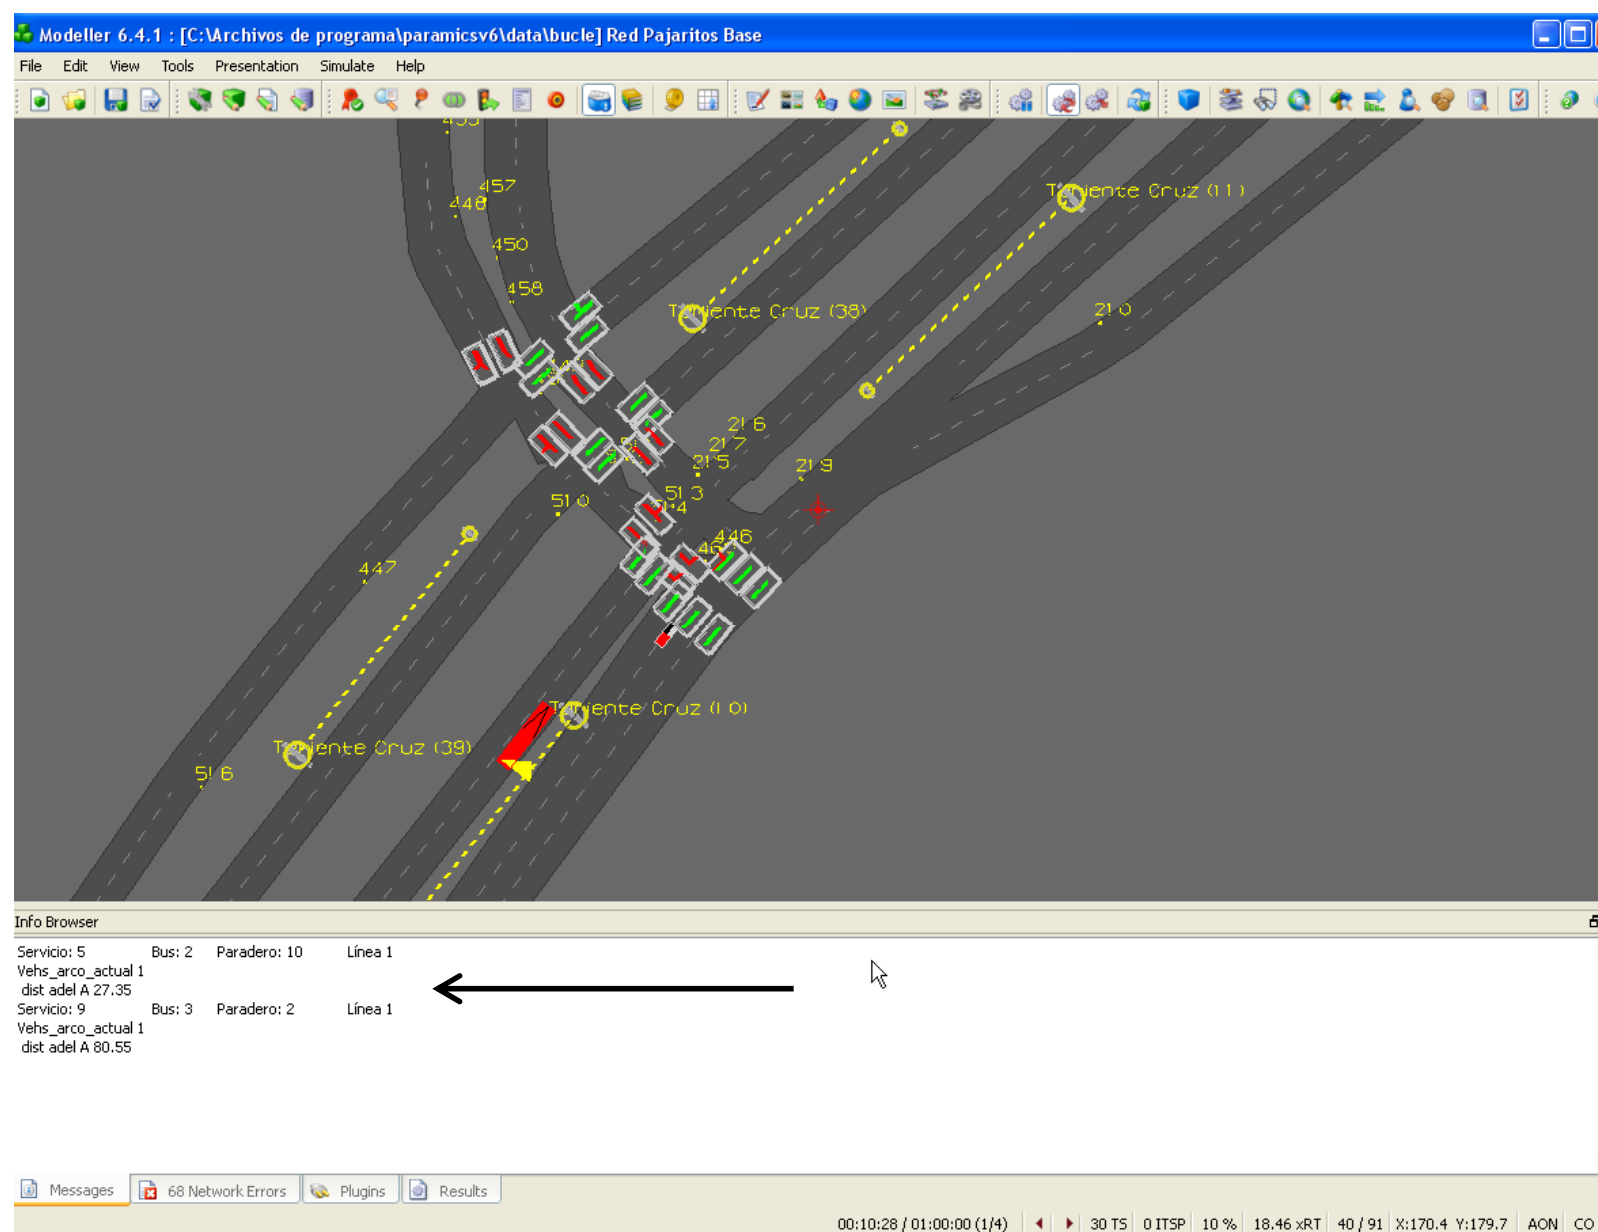 Modeller 6.4.1 : [C:\Archivos de programa\paramicsv6\data\bucle] Red Pajaritos Base
File Edit View Tools Presentation Simulate Help
457
448
450
458
Teniente Cruz (11)
Teniente Cruz (38)
210
216
217
215
219
510
513
446
447
Teniente Cruz (10)
Teniente Cruz (39)
516
Info Browser
Servicio: 5 Bus: 2 Paradero: 10 Línea 1
Vehs_arco_actual 1
dist adel A 27.35
Servicio: 9 Bus: 3 Paradero: 2 Línea 1
Vehs_arco_actual 1
dist adel A 80.55
Messages 68 Network Errors Plugins Results
00:10:28 / 01:00:00 (1/4) 30 TS 0 ITSP 10 % 18.46 xRT 40 / 91 X:170.4 Y:179.7 AON CO